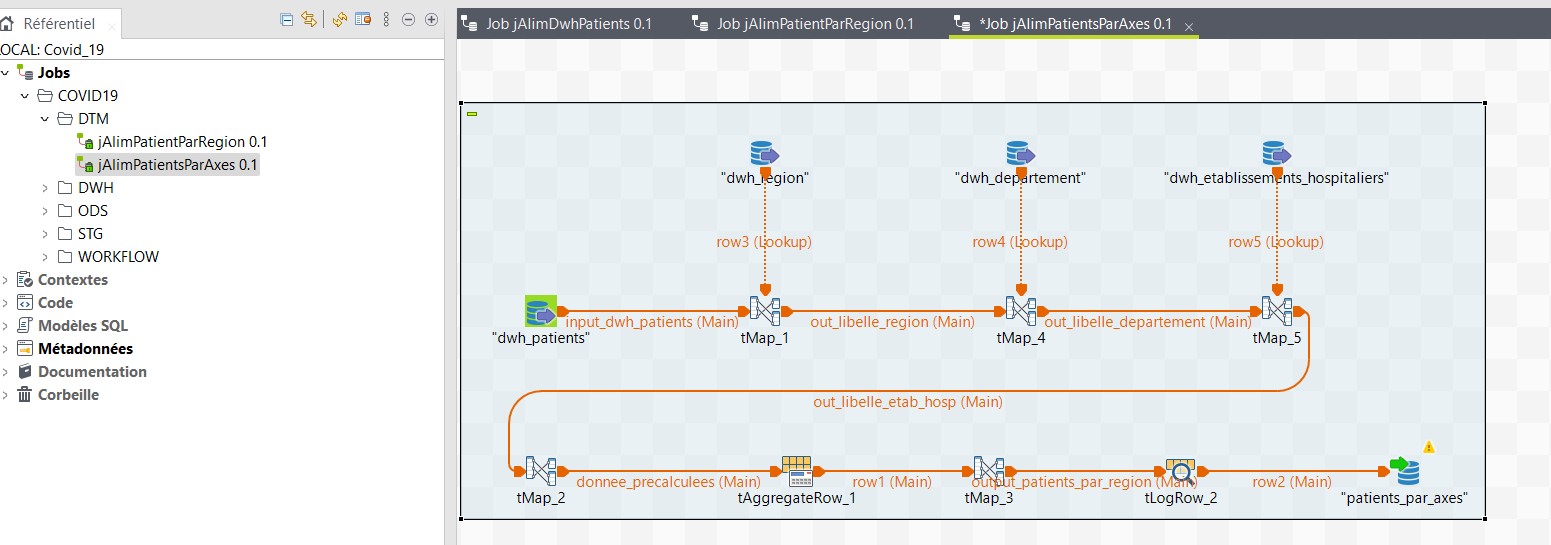 Référentiel
LOCAL: Covid_19
Jobs
COVID19
DTM
jAlimPatientParRegion 0.1
jAlimPatientsParAxes 0.1
DWH
ODS
STG
WORKFLOW
Contextes
Code
Modèles SQL
Métadonnées
Documentation
Corbeille
Job jAlimDwhPatients 0.1
Job jAlimPatientParRegion 0.1
*Job jAlimPatientsParAxes 0.1
"dwh_region"
"dwh_departement"
"dwh_etablissements_hospitaliers"
row3 (Lookup)
row4 (Lookup)
row5 (Lookup)
input_dwh_patients (Main)
out_libelle_region (Main)
out_libelle_departement (Main)
"dwh_patients"
tMap_1
tMap_4
tMap_5
out_libelle_etab_hosp (Main)
donnee_precalculees (Main)
row1 (Main)
output_patients_par_region (Main)
row2 (Main)
tMap_2
tAggregateRow_1
tMap_3
tLogRow_2
"patients_par_axes"